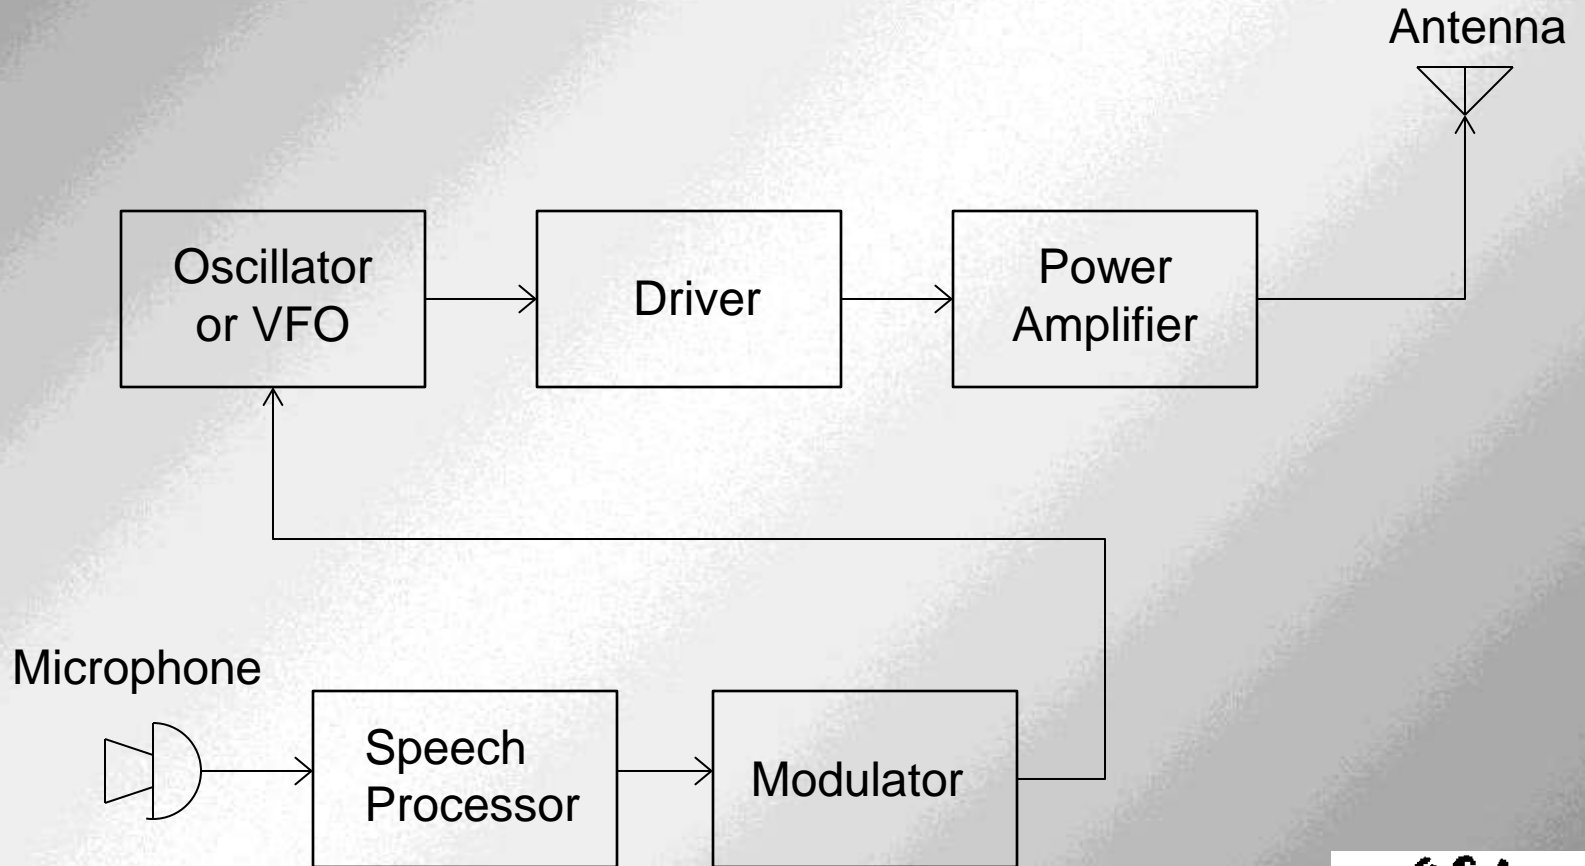 Antenna
Oscillator
or VFO
Driver
Power
Amplifier
Microphone
Speech
Processor
Modulator